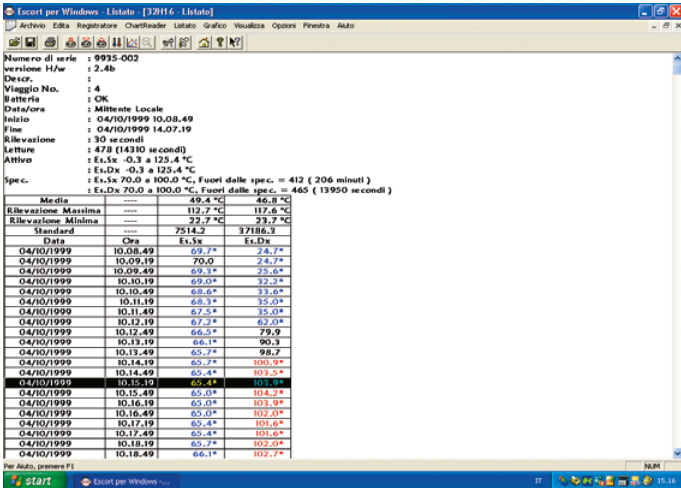 Escort per Windows - Listato - [32H16 - Listato]
Archivio Edita Registratore ChartReader Listato Grafico Visualizza Opzioni Finestra Aiuto
Numero di serie : 9935-002
versione H/w : 2.4b
Descr. :
Viaggio No. : 4
Batteria : OK
Data/ora : Mittente Locale
Inizio : 04/10/1999 10.08.49
Fine : 04/10/1999 14.07.19
Rilevazione : 30 secondi
Letture : 478 (14310 secondi)
Attivo : Es.Sx -0.3 a 125.4 °C
: Es.Dx -0.3 a 125.4 °C
Spec. : Es.Sx 70.0 a 100.0 °C, Fuori dalle spec. = 412 ( 206 minuti )
: Es.Dx 70.0 a 100.0 °C, Fuori dalle spec. = 465 ( 13950 secondi )
Media ---- 49.4 °C 46.8 °C
Rilevazione Massima ---- 112.7 °C 117.6 °C
Rilevazione Minima ---- 22.7 °C 23.7 °C
Standard ---- 7514.2 37186.3
Data Ora Es.Sx Es.Dx
04/10/1999 10.08.49 69.7* 24.7*
04/10/1999 10.09.19 70.0 24.7*
04/10/1999 10.09.49 69.3* 25.6*
04/10/1999 10.10.19 69.0* 32.2*
04/10/1999 10.10.49 68.6* 33.6*
04/10/1999 10.11.19 68.3* 35.0*
04/10/1999 10.11.49 67.5* 35.0*
04/10/1999 10.12.19 67.2* 62.0*
04/10/1999 10.12.49 66.5* 79.9
04/10/1999 10.13.19 66.1* 90.3
04/10/1999 10.13.49 65.7* 98.7
04/10/1999 10.14.19 65.7* 100.9*
04/10/1999 10.14.49 65.4* 103.5*
04/10/1999 10.15.19 65.4* 103.9*
04/10/1999 10.15.49 65.0* 104.2*
04/10/1999 10.16.19 65.0* 103.9*
04/10/1999 10.16.49 65.0* 102.0*
04/10/1999 10.17.19 65.4* 101.6*
04/10/1999 10.17.49 65.4* 101.6*
04/10/1999 10.18.19 65.7* 102.0*
04/10/1999 10.18.49 66.1* 102.7*
Per Aiuto, premere F1 NUM
start Escort per Windows -... IT 15.16